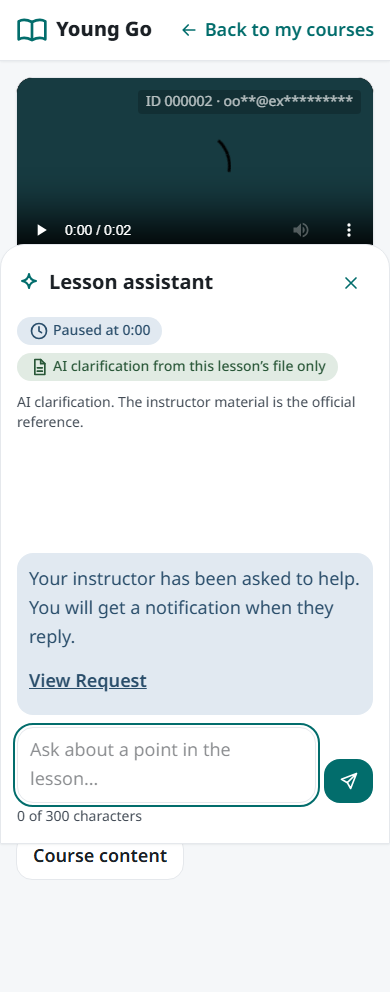 Young Go
← Back to my courses
ID 000002 · oo**@ex*********
0:00 / 0:02
Lesson assistant
Paused at 0:00
AI clarification from this lesson’s file only
AI clarification. The instructor material is the official
reference.
Your instructor has been asked to help.
You will get a notification when they
reply.
View Request
Ask about a point in the
lesson...
0 of 300 characters
Course content